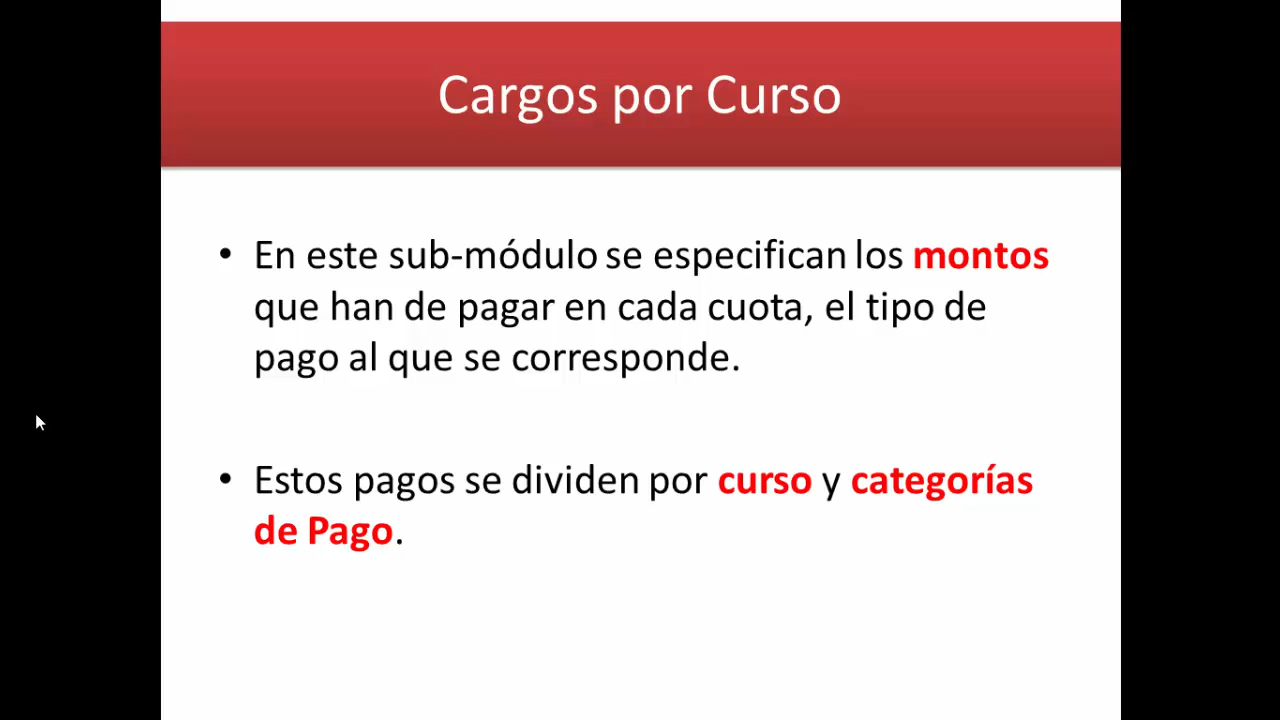 Cargos por Curso
• En este sub-módulo se especifican los montos
que han de pagar en cada cuota, el tipo de
pago al que se corresponde.
• Estos pagos se dividen por curso y categorías
de Pago.